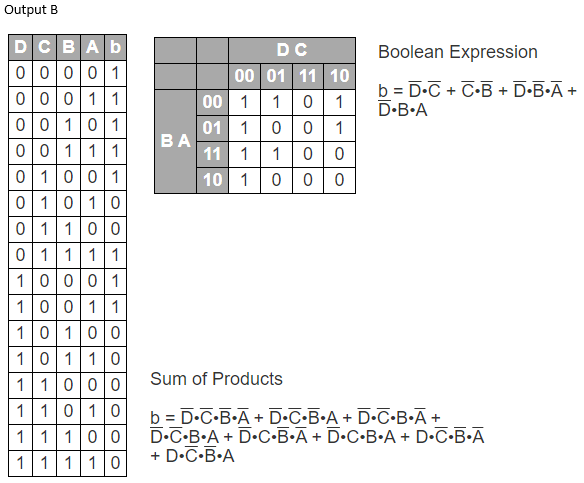 Output B
D C B A b
0 0 0 0 1
0 0 0 1 1
0 0 1 0 1
0 0 1 1 1
0 1 0 0 1
0 1 0 1 0
0 1 1 0 0
0 1 1 1 1
1 0 0 0 1
1 0 0 1 1
1 0 1 0 0
1 0 1 1 0
1 1 0 0 0
1 1 0 1 0
1 1 1 0 0
1 1 1 1 0
D C
00 01 11 10
B A
00 1 1 0 1
01 1 0 0 1
11 1 1 0 0
10 1 0 0 0
Boolean Expression
b = D̅•C̅ + C̅•B̅ + D̅•B̅•A̅ +
D̅•B•A
Sum of Products
b = D̅•C̅•B̅•A̅ + D̅•C̅•B̅•A + D̅•C̅•B•A̅ +
D̅•C̅•B•A + D̅•C•B̅•A̅ + D̅•C•B•A + D•C̅•B̅•A̅
+ D•C̅•B̅•A